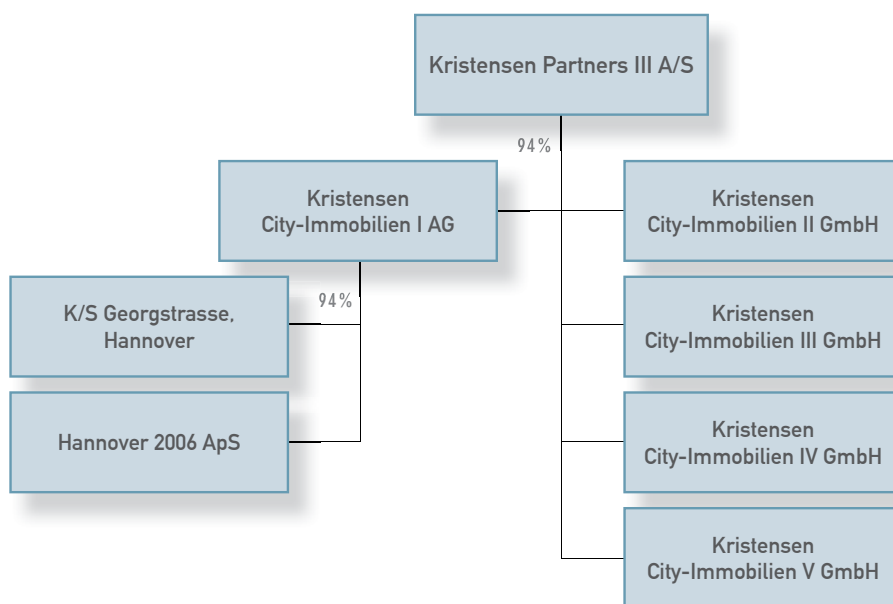 Kristensen Partners III A/S
94%
Kristensen
City-Immobilien I AG
Kristensen
City-Immobilien II GmbH
94%
K/S Georgstrasse,
Hannover
Kristensen
City-Immobilien III GmbH
Hannover 2006 ApS
Kristensen
City-Immobilien IV GmbH
Kristensen
City-Immobilien V GmbH